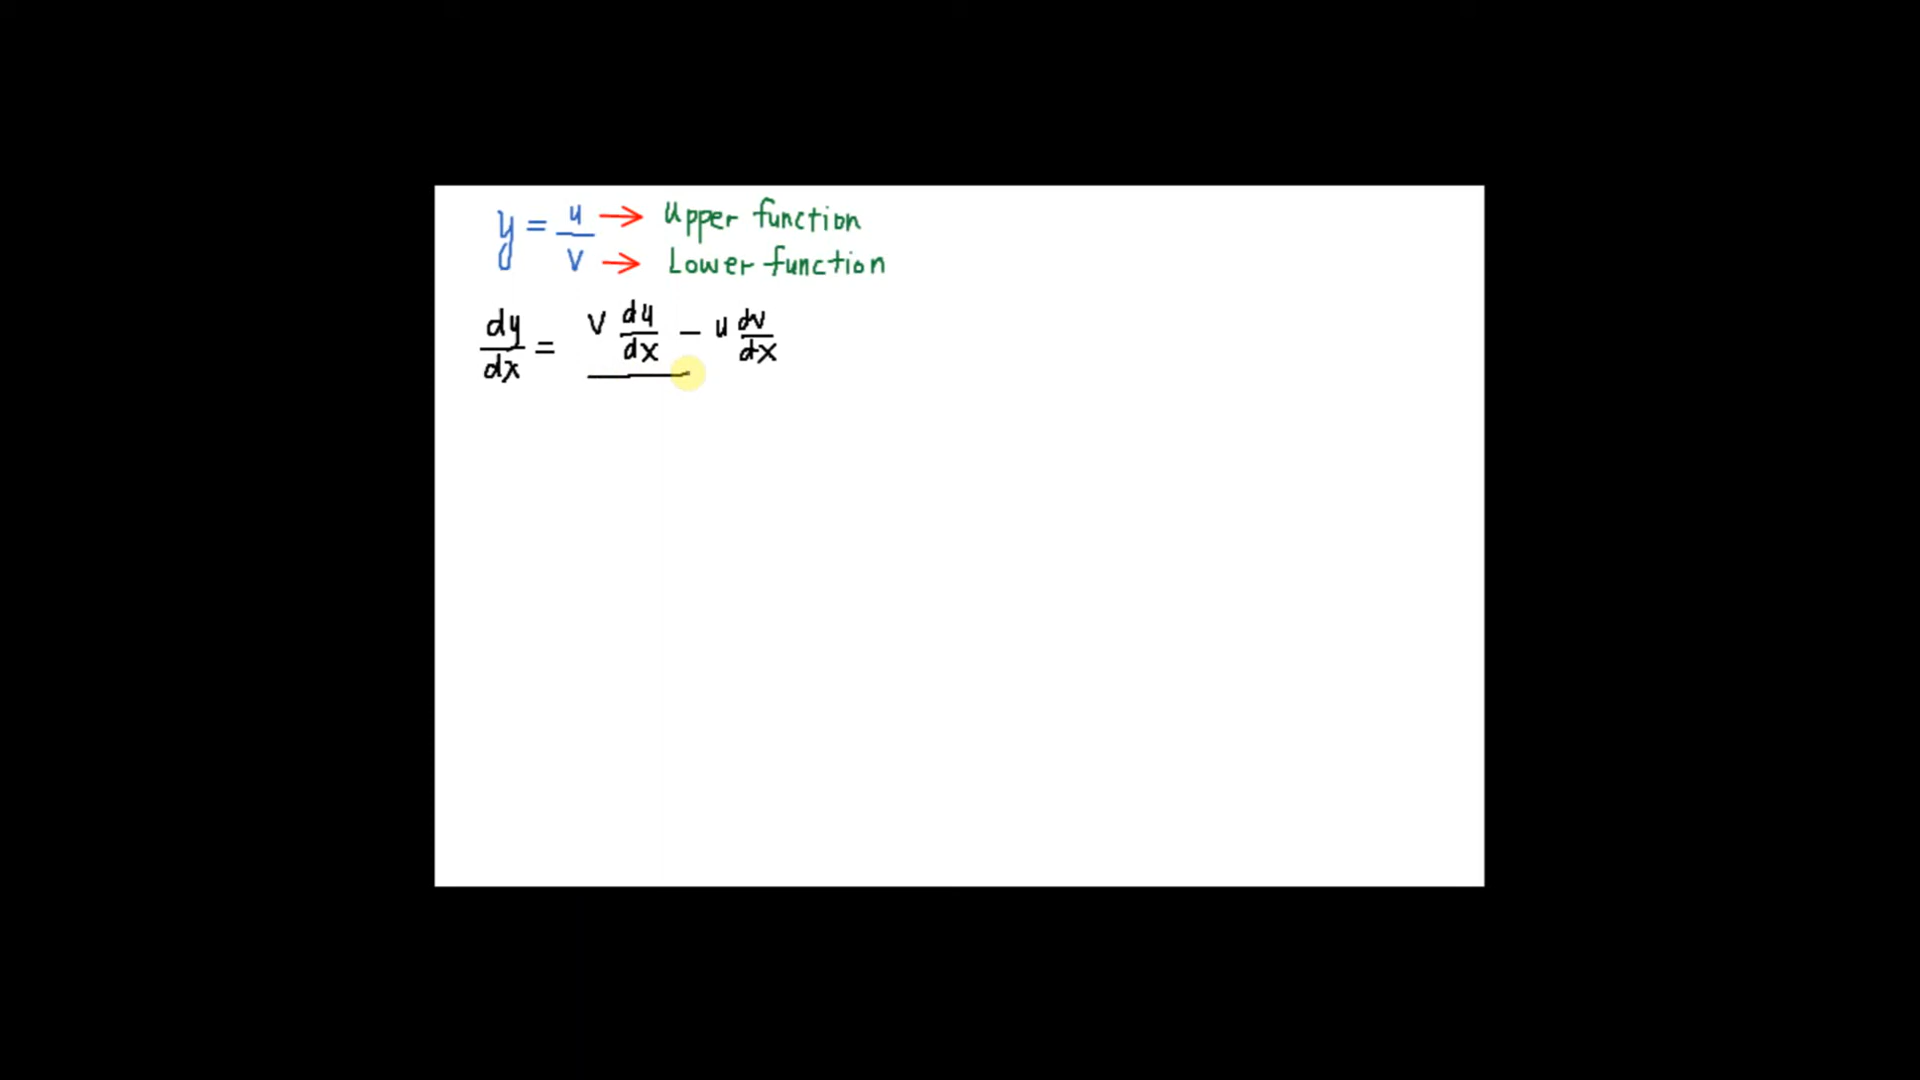 y = u/v → Upper function
→ Lower function
dy/dx = v du/dx - u dv/dx